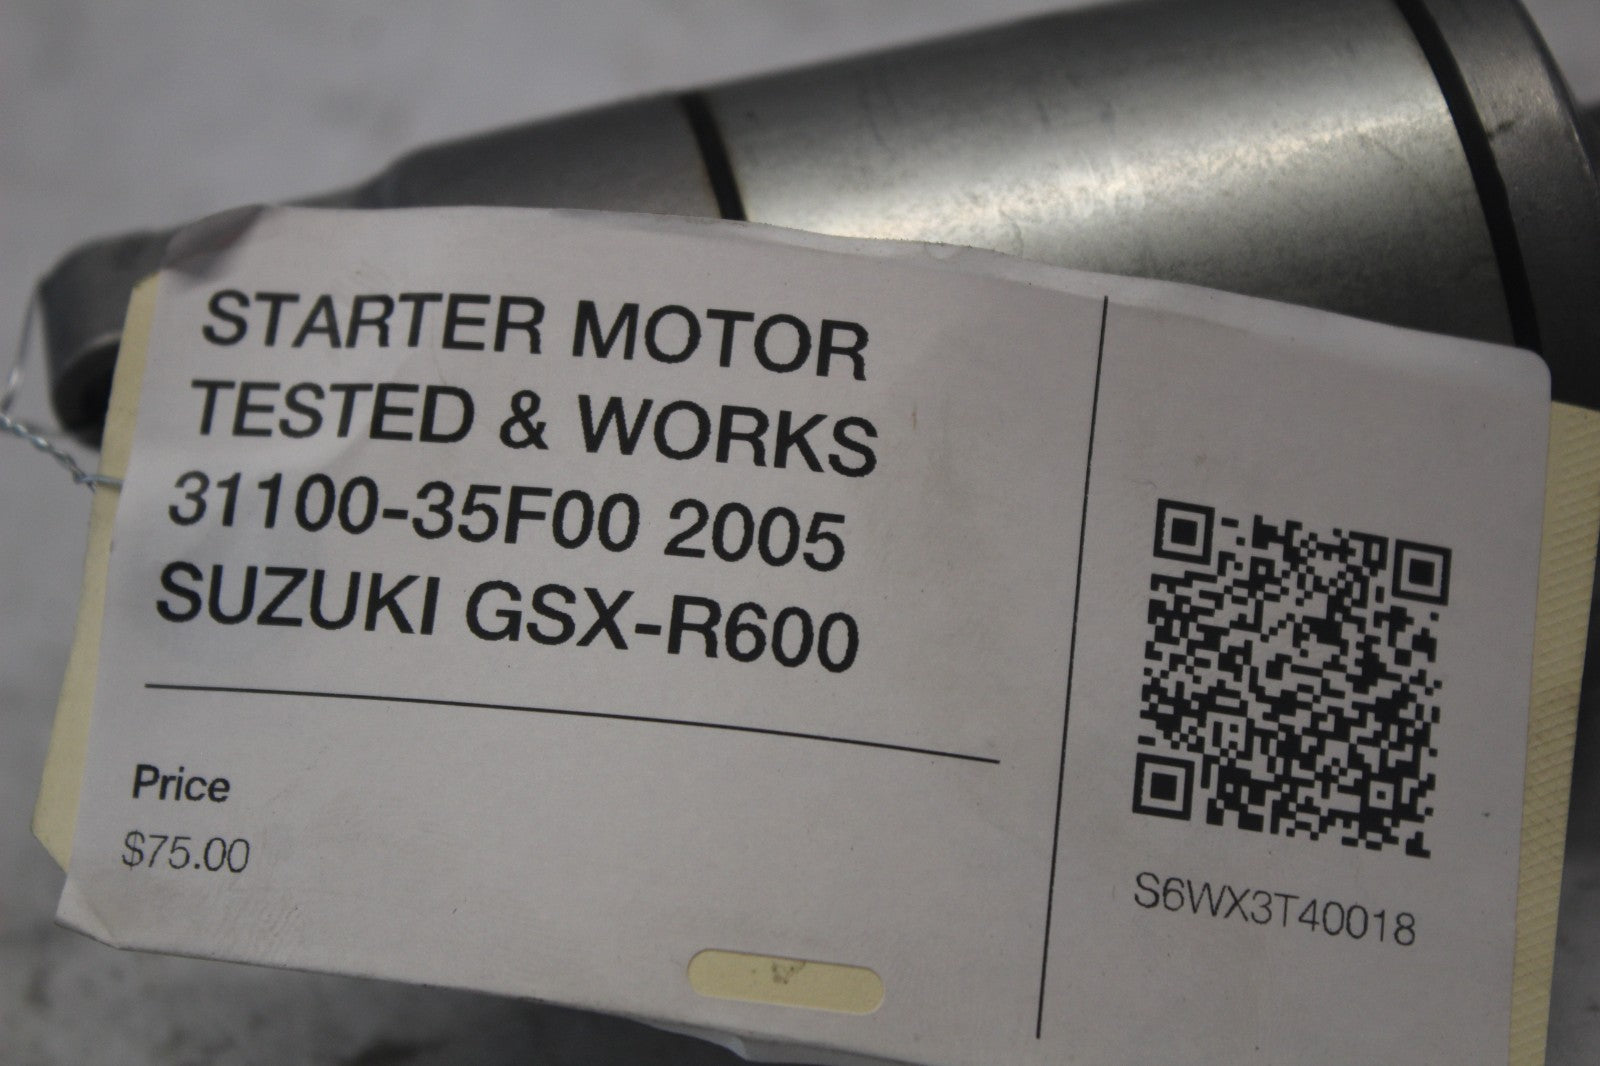 STARTER MOTOR
TESTED & WORKS
31100-35F00 2005
SUZUKI GSX-R600
Price
$75.00
S6WX3T40018